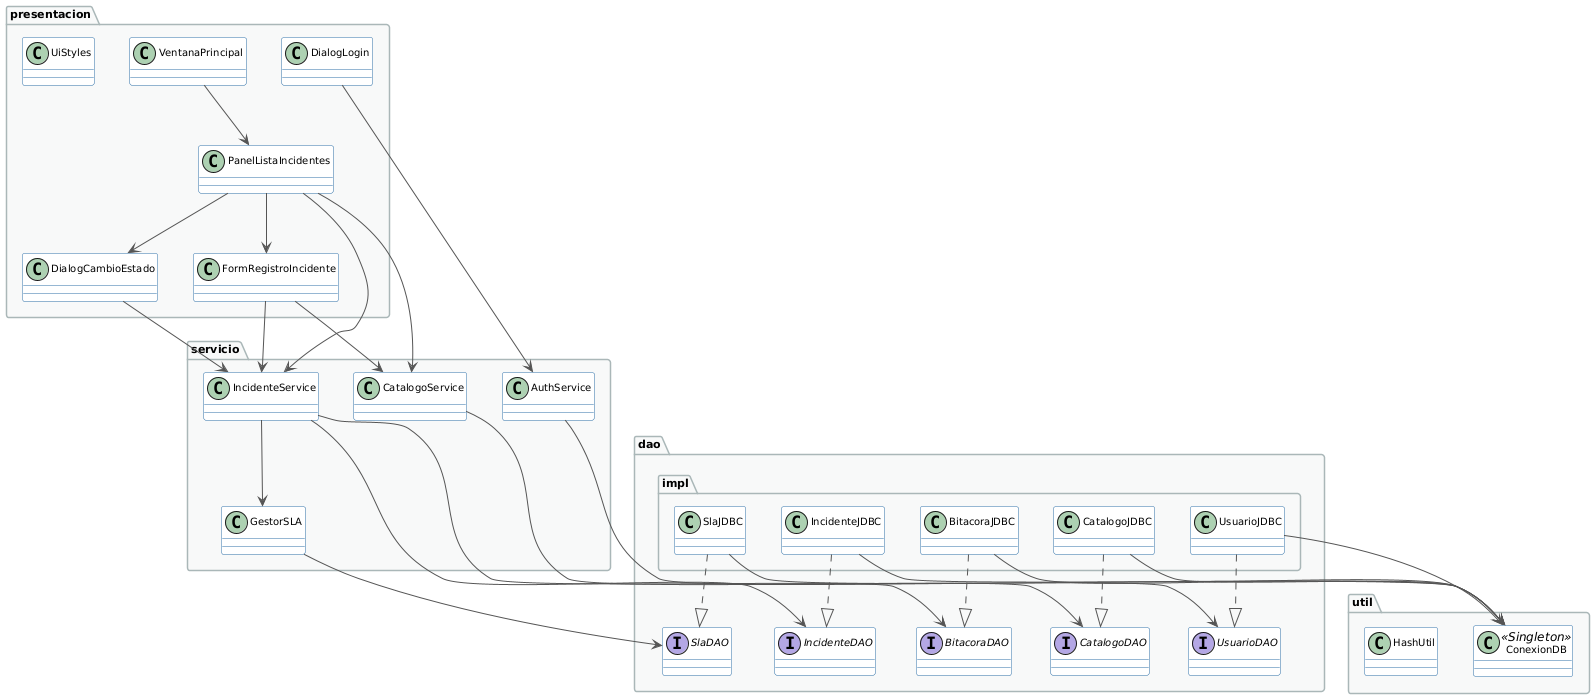 presentacion
C UiStyles
C VentanaPrincipal
C DialogLogin
C PanelListaIncidentes
C DialogCambioEstado
C FormRegistroIncidente
servicio
C IncidenteService
C CatalogoService
C AuthService
C GestorSLA
dao
impl
C SlaJDBC
C IncidenteJDBC
C BitacoraJDBC
C CatalogoJDBC
C UsuarioJDBC
I SlaDAO
I IncidenteDAO
I BitacoraDAO
I CatalogoDAO
I UsuarioDAO
util
C HashUtil
C «Singleton»
ConexionDB